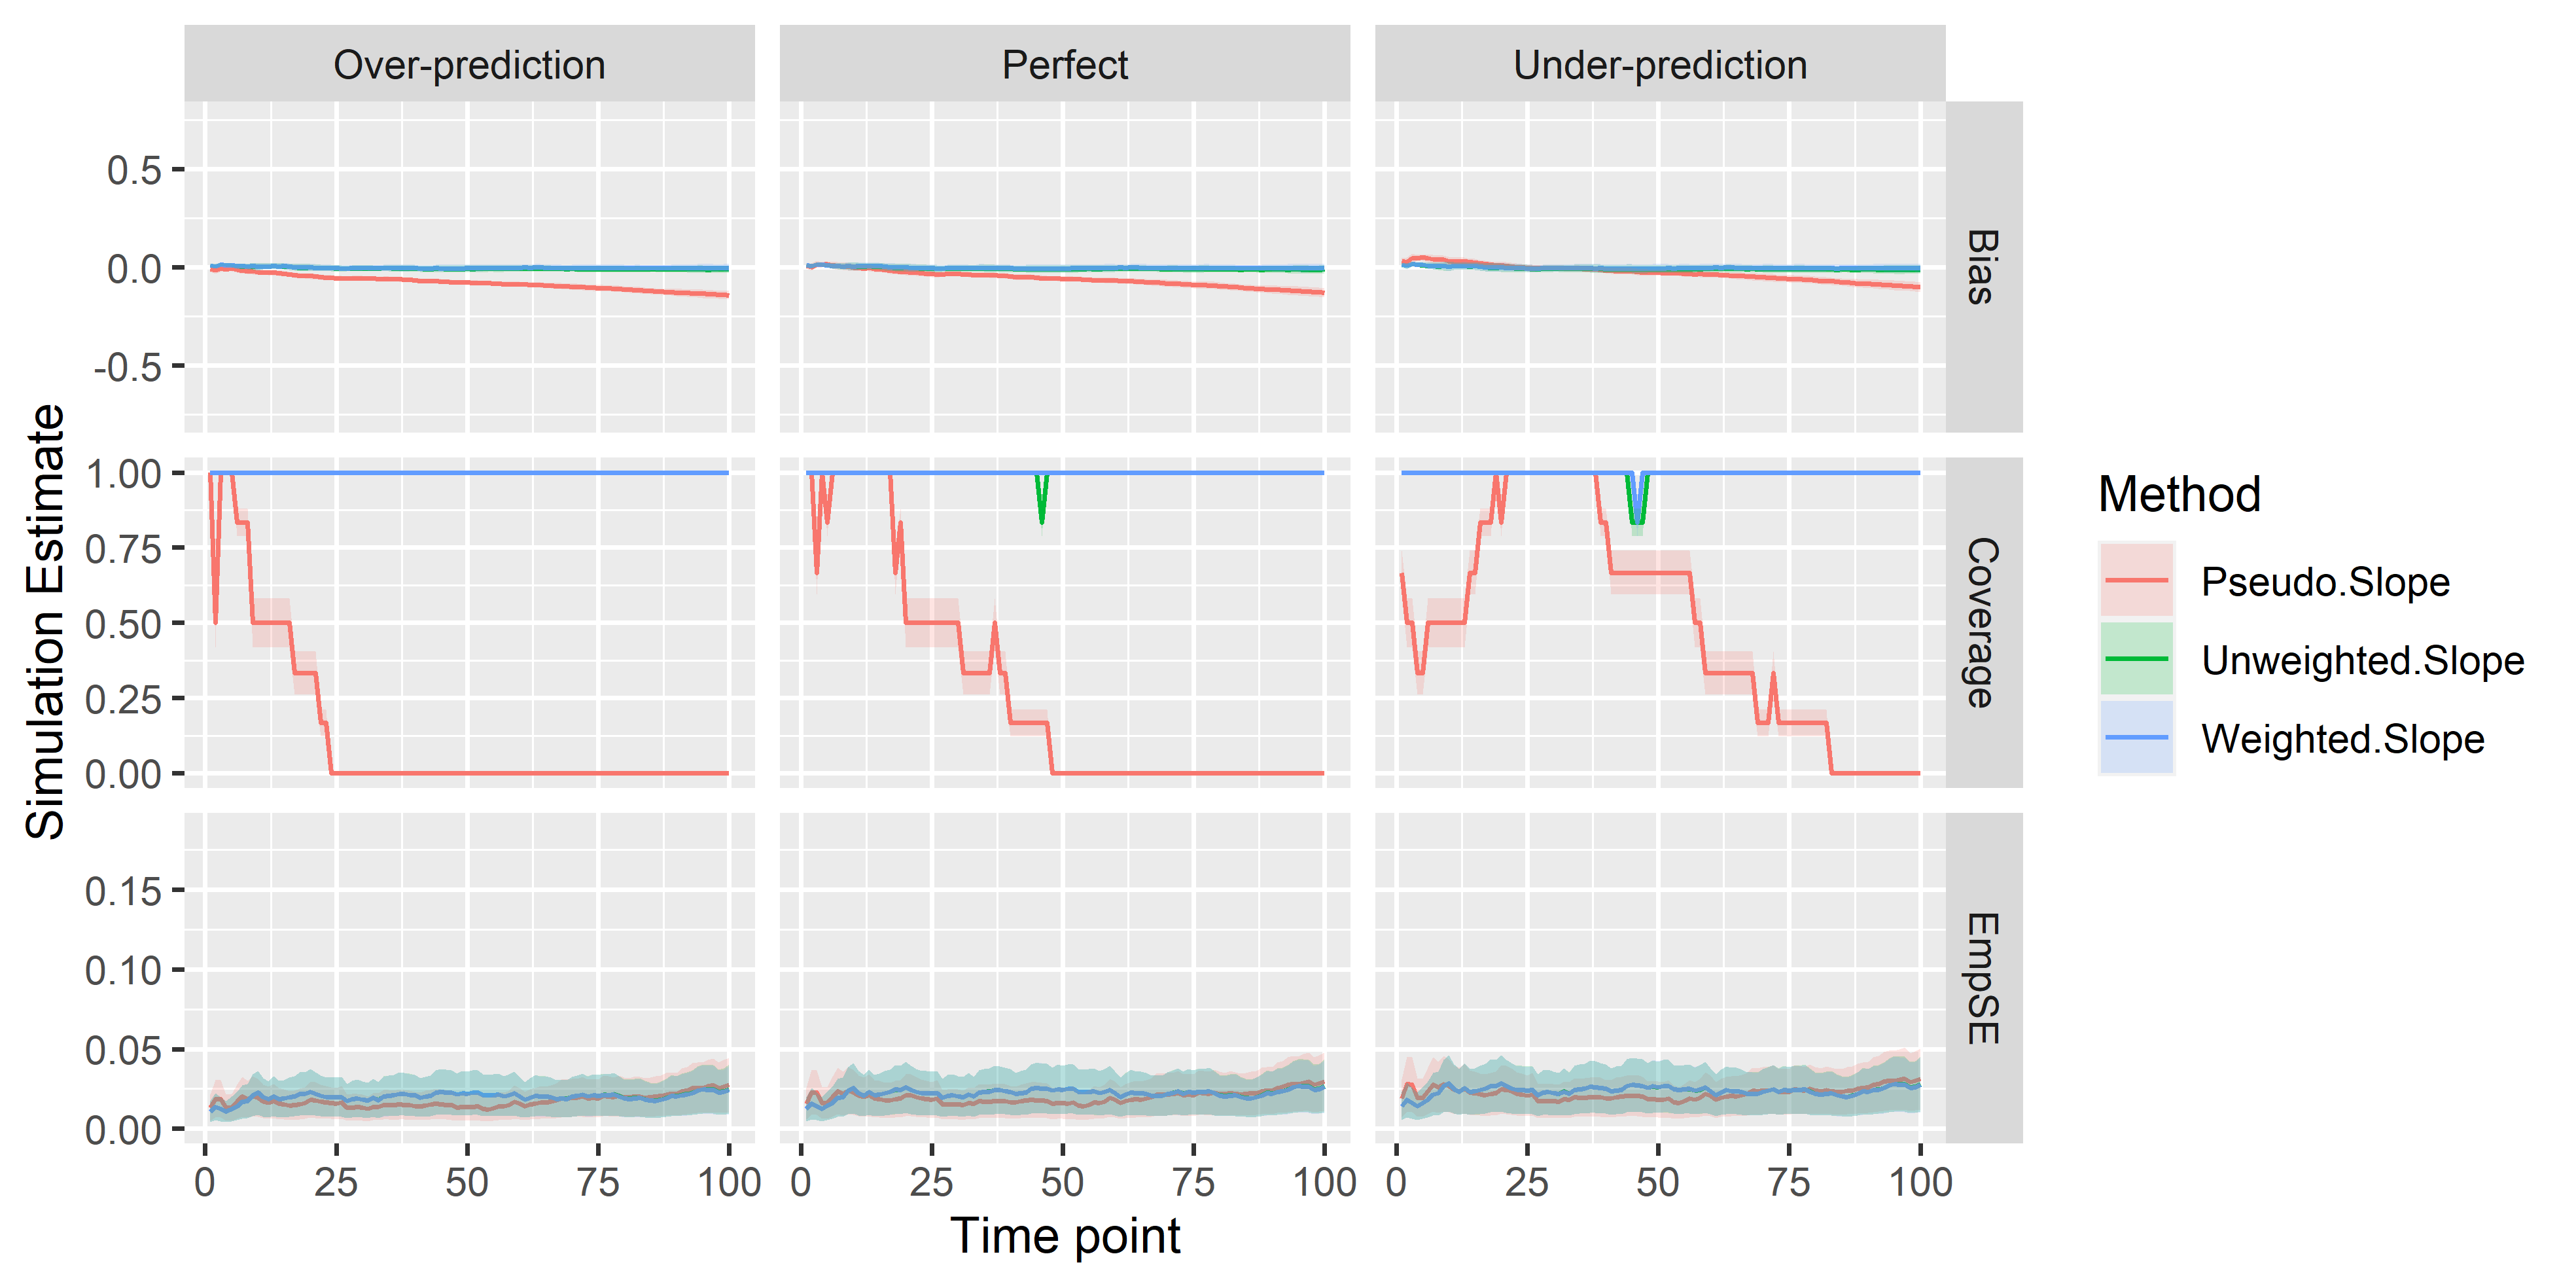 Over-prediction
Perfect
Under-prediction
0.5
0.0
-0.5
Bias
Simulation Estimate
1.00
0.75
0.50
0.25
0.00
Coverage
0.15
0.10
0.05
0.00
EmpSE
0 25 50 75 100
0 25 50 75 100
0 25 50 75 100
Time point
Method
Pseudo.Slope
Unweighted.Slope
Weighted.Slope